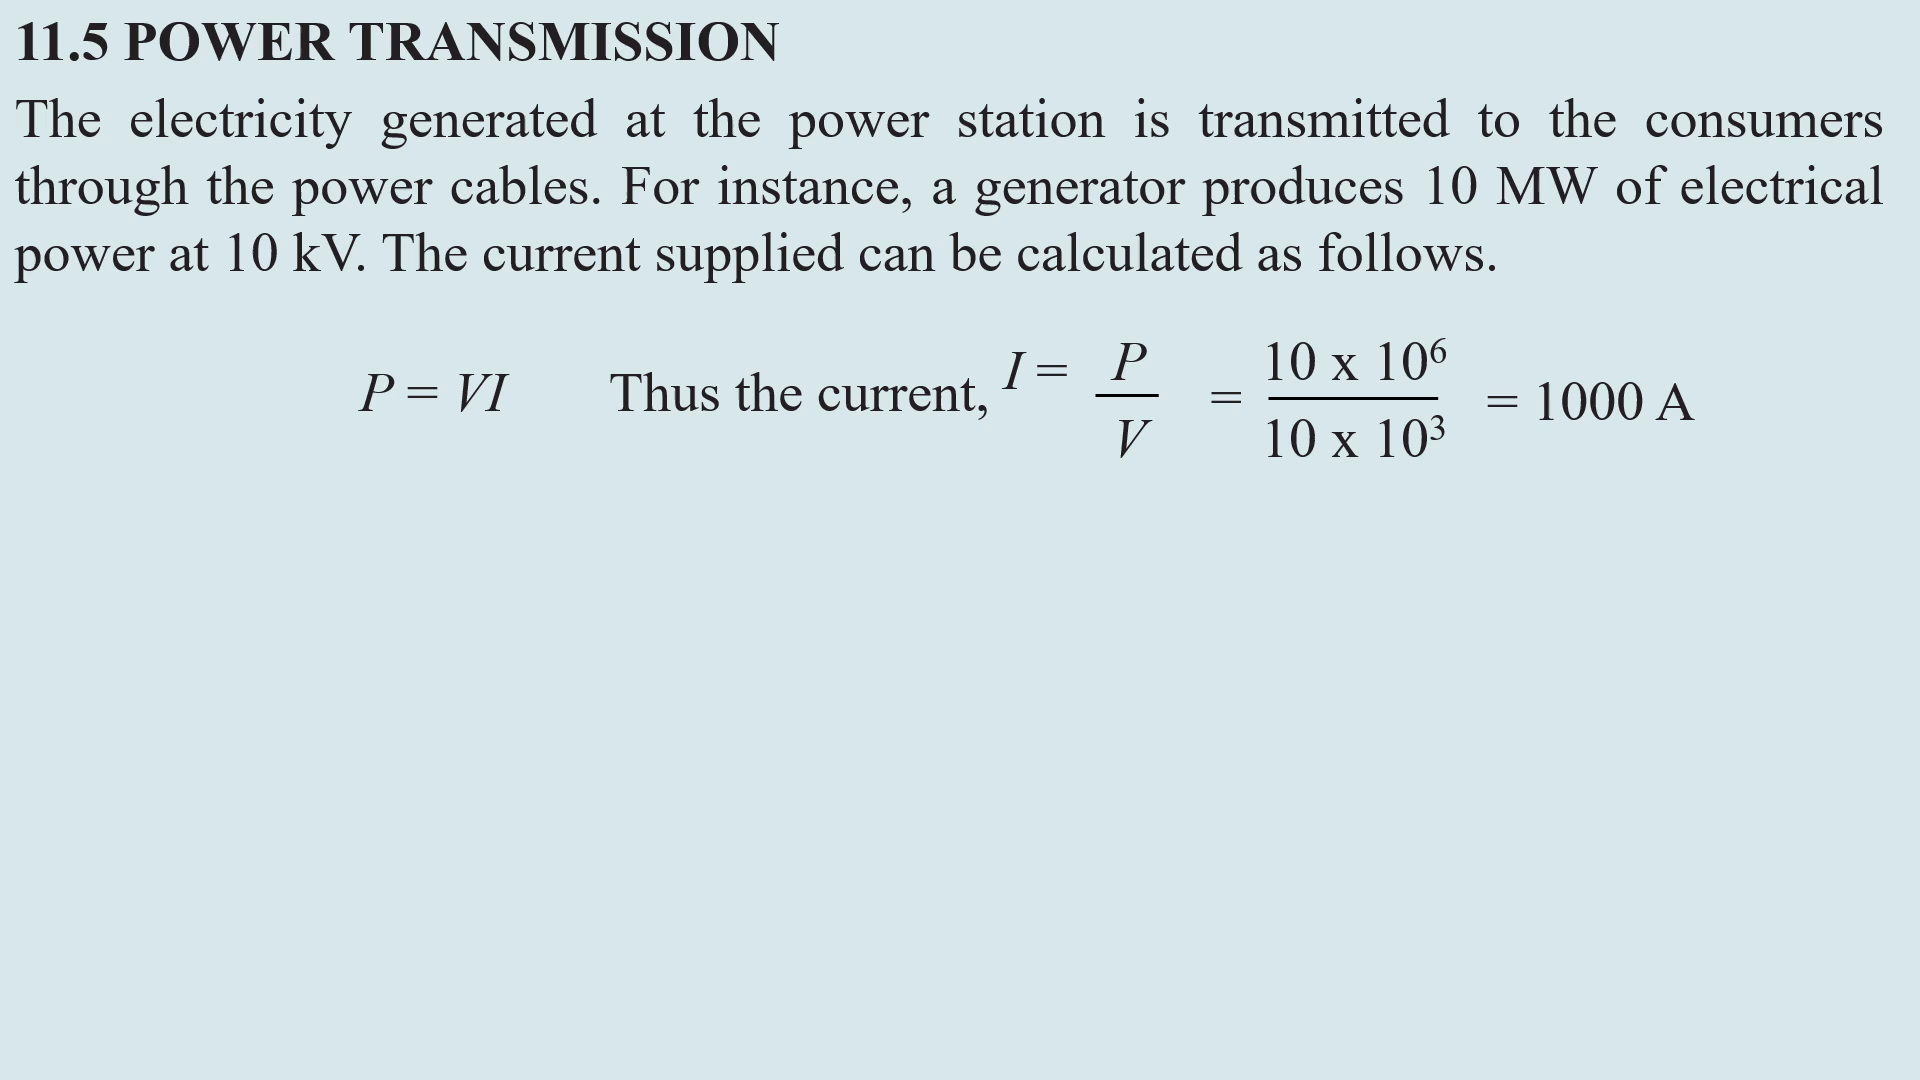 11.5 POWER TRANSMISSION
The electricity generated at the power station is transmitted to the consumers
through the power cables. For instance, a generator produces 10 MW of electrical
power at 10 kV. The current supplied can be calculated as follows.
P = VI Thus the current, I = P/V = 10 x 10⁶ / 10 x 10³ = 1000 A